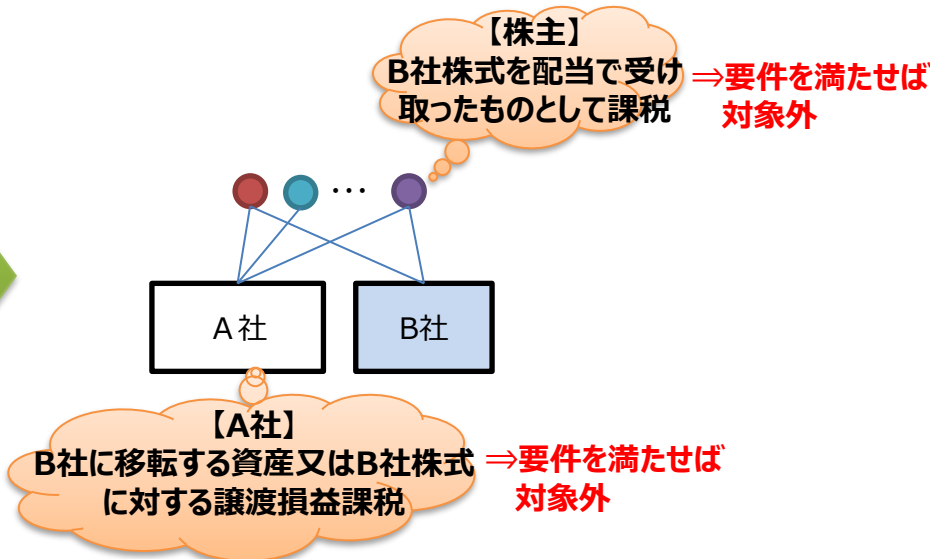 【株主】
B社株式を配当で受け
取ったものとして課税
⇒要件を満たせば
対象外
…
A社
B社
【A社】
B社に移転する資産又はB社株式
に対する譲渡損益課税
⇒要件を満たせば
対象外